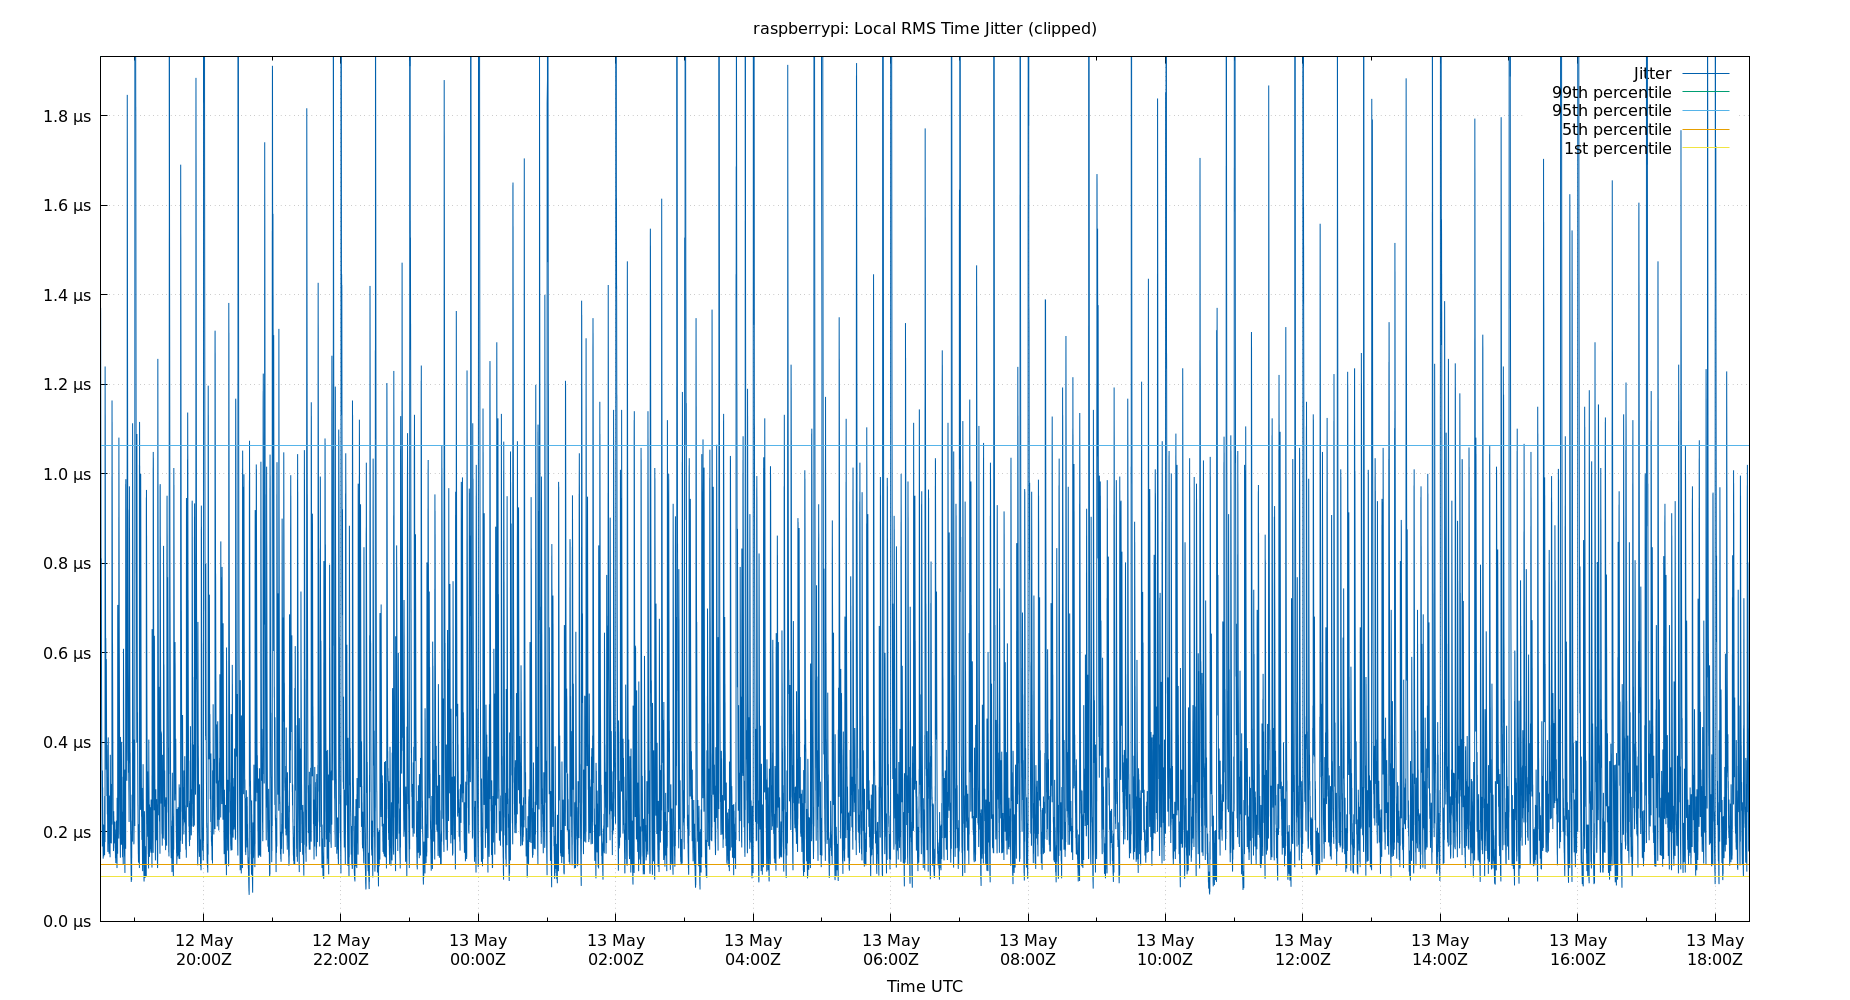 raspberrypi: Local RMS Time Jitter (clipped)
Jitter
99th percentile
95th percentile
5th percentile
1st percentile
1.8 µs
1.6 µs
1.4 µs
1.2 µs
1.0 µs
0.8 µs
0.6 µs
0.4 µs
0.2 µs
0.0 µs
12 May 12 May 13 May 13 May 13 May 13 May 13 May 13 May 13 May 13 May 13 May 13 May
20:00Z 22:00Z 00:00Z 02:00Z 04:00Z 06:00Z 08:00Z 10:00Z 12:00Z 14:00Z 16:00Z 18:00Z
Time UTC